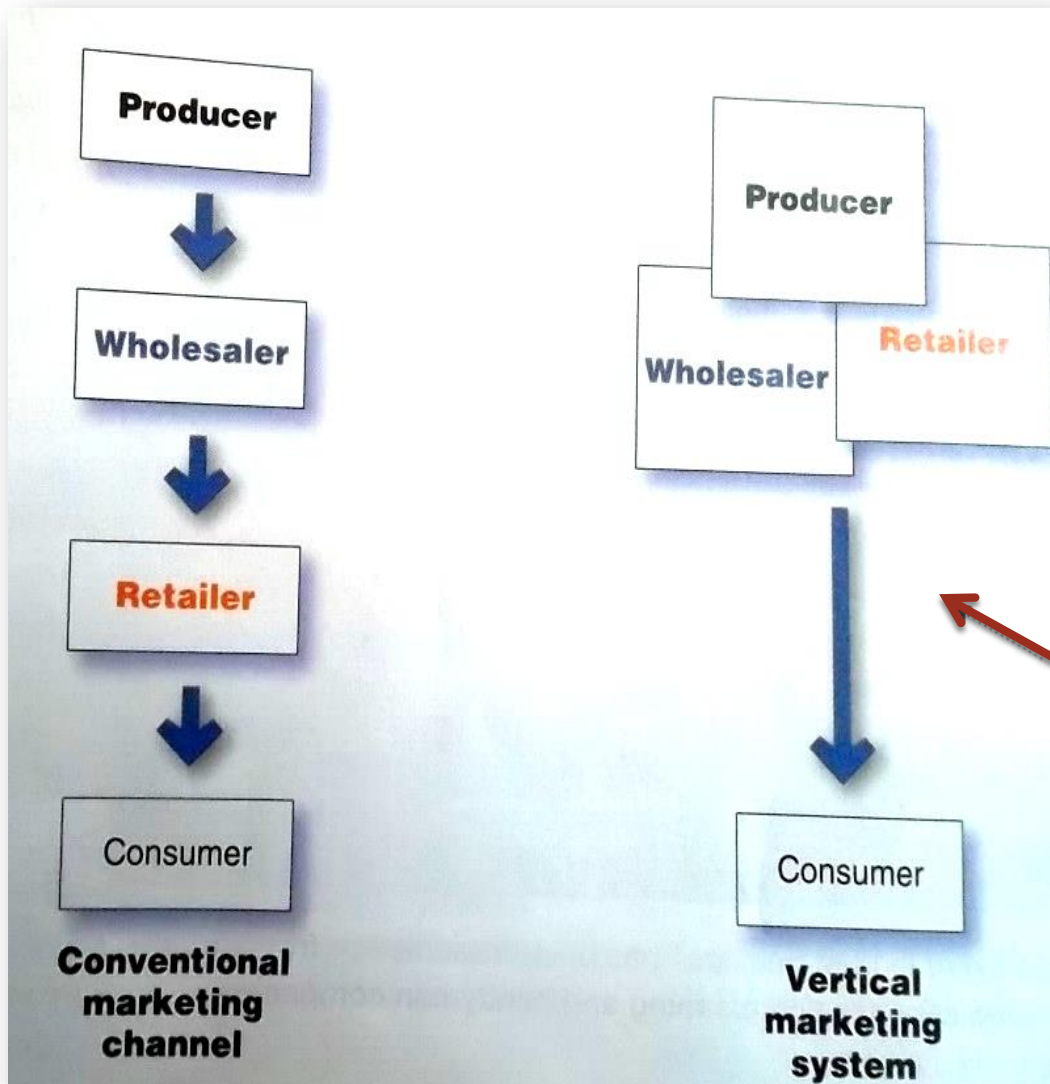 Producer
Wholesaler
Retailer
Consumer
Conventional
marketing
channel
Producer
Wholesaler
Retailer
Consumer
Vertical
marketing
system